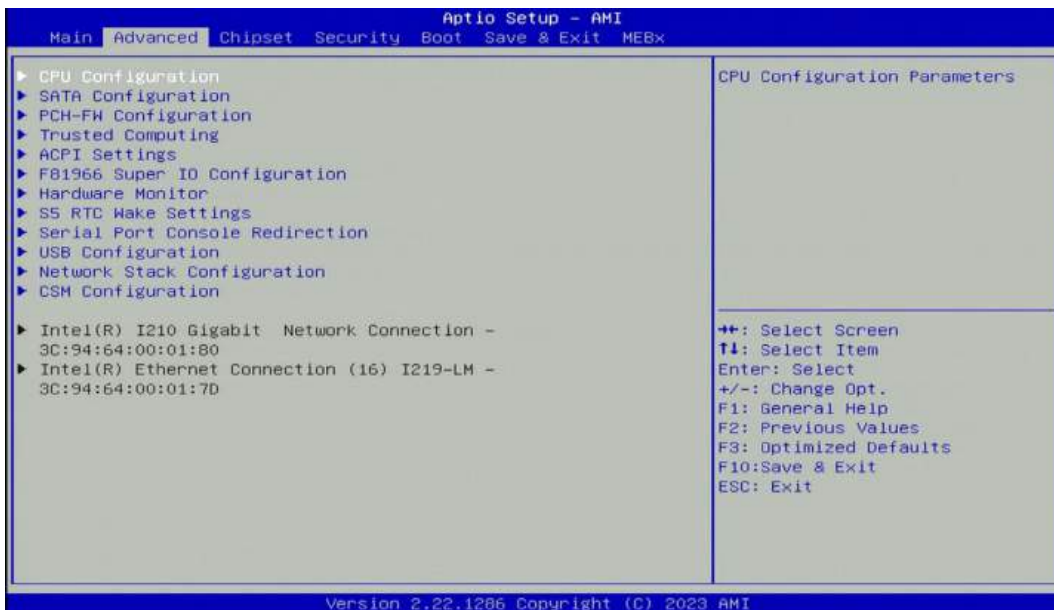 Aptio Setup - AMI
Main Advanced Chipset Security Boot Save & Exit MEBx
▶ CPU Configuration
▶ SATA Configuration
▶ PCH-FW Configuration
▶ Trusted Computing
▶ ACPI Settings
▶ F81966 Super IO Configuration
▶ Hardware Monitor
▶ S5 RTC Wake Settings
▶ Serial Port Console Redirection
▶ USB Configuration
▶ Network Stack Configuration
▶ CSM Configuration
▶ Intel(R) I210 Gigabit  Network Connection -
3C:94:64:00:01:80
▶ Intel(R) Ethernet Connection (16) I219-LM -
3C:94:64:00:01:7D
CPU Configuration Parameters
→←: Select Screen
↑↓: Select Item
Enter: Select
+/-: Change Opt.
F1: General Help
F2: Previous Values
F3: Optimized Defaults
F10:Save & Exit
ESC: Exit
Version 2.22.1286 Copyright (C) 2023 AMI